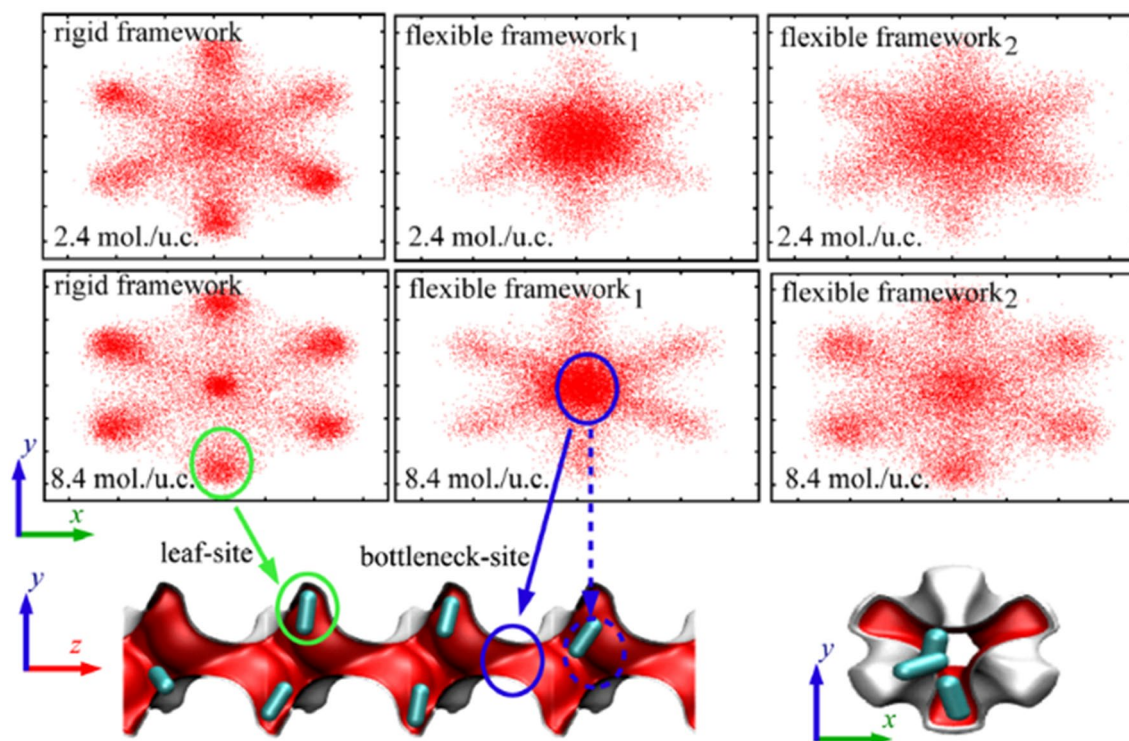 rigid framework
2.4 mol./u.c.
flexible framework1
2.4 mol./u.c.
flexible framework2
2.4 mol./u.c.
rigid framework
8.4 mol./u.c.
flexible framework1
8.4 mol./u.c.
flexible framework2
8.4 mol./u.c.
y
x
leaf-site
bottleneck-site
y
z
y
x